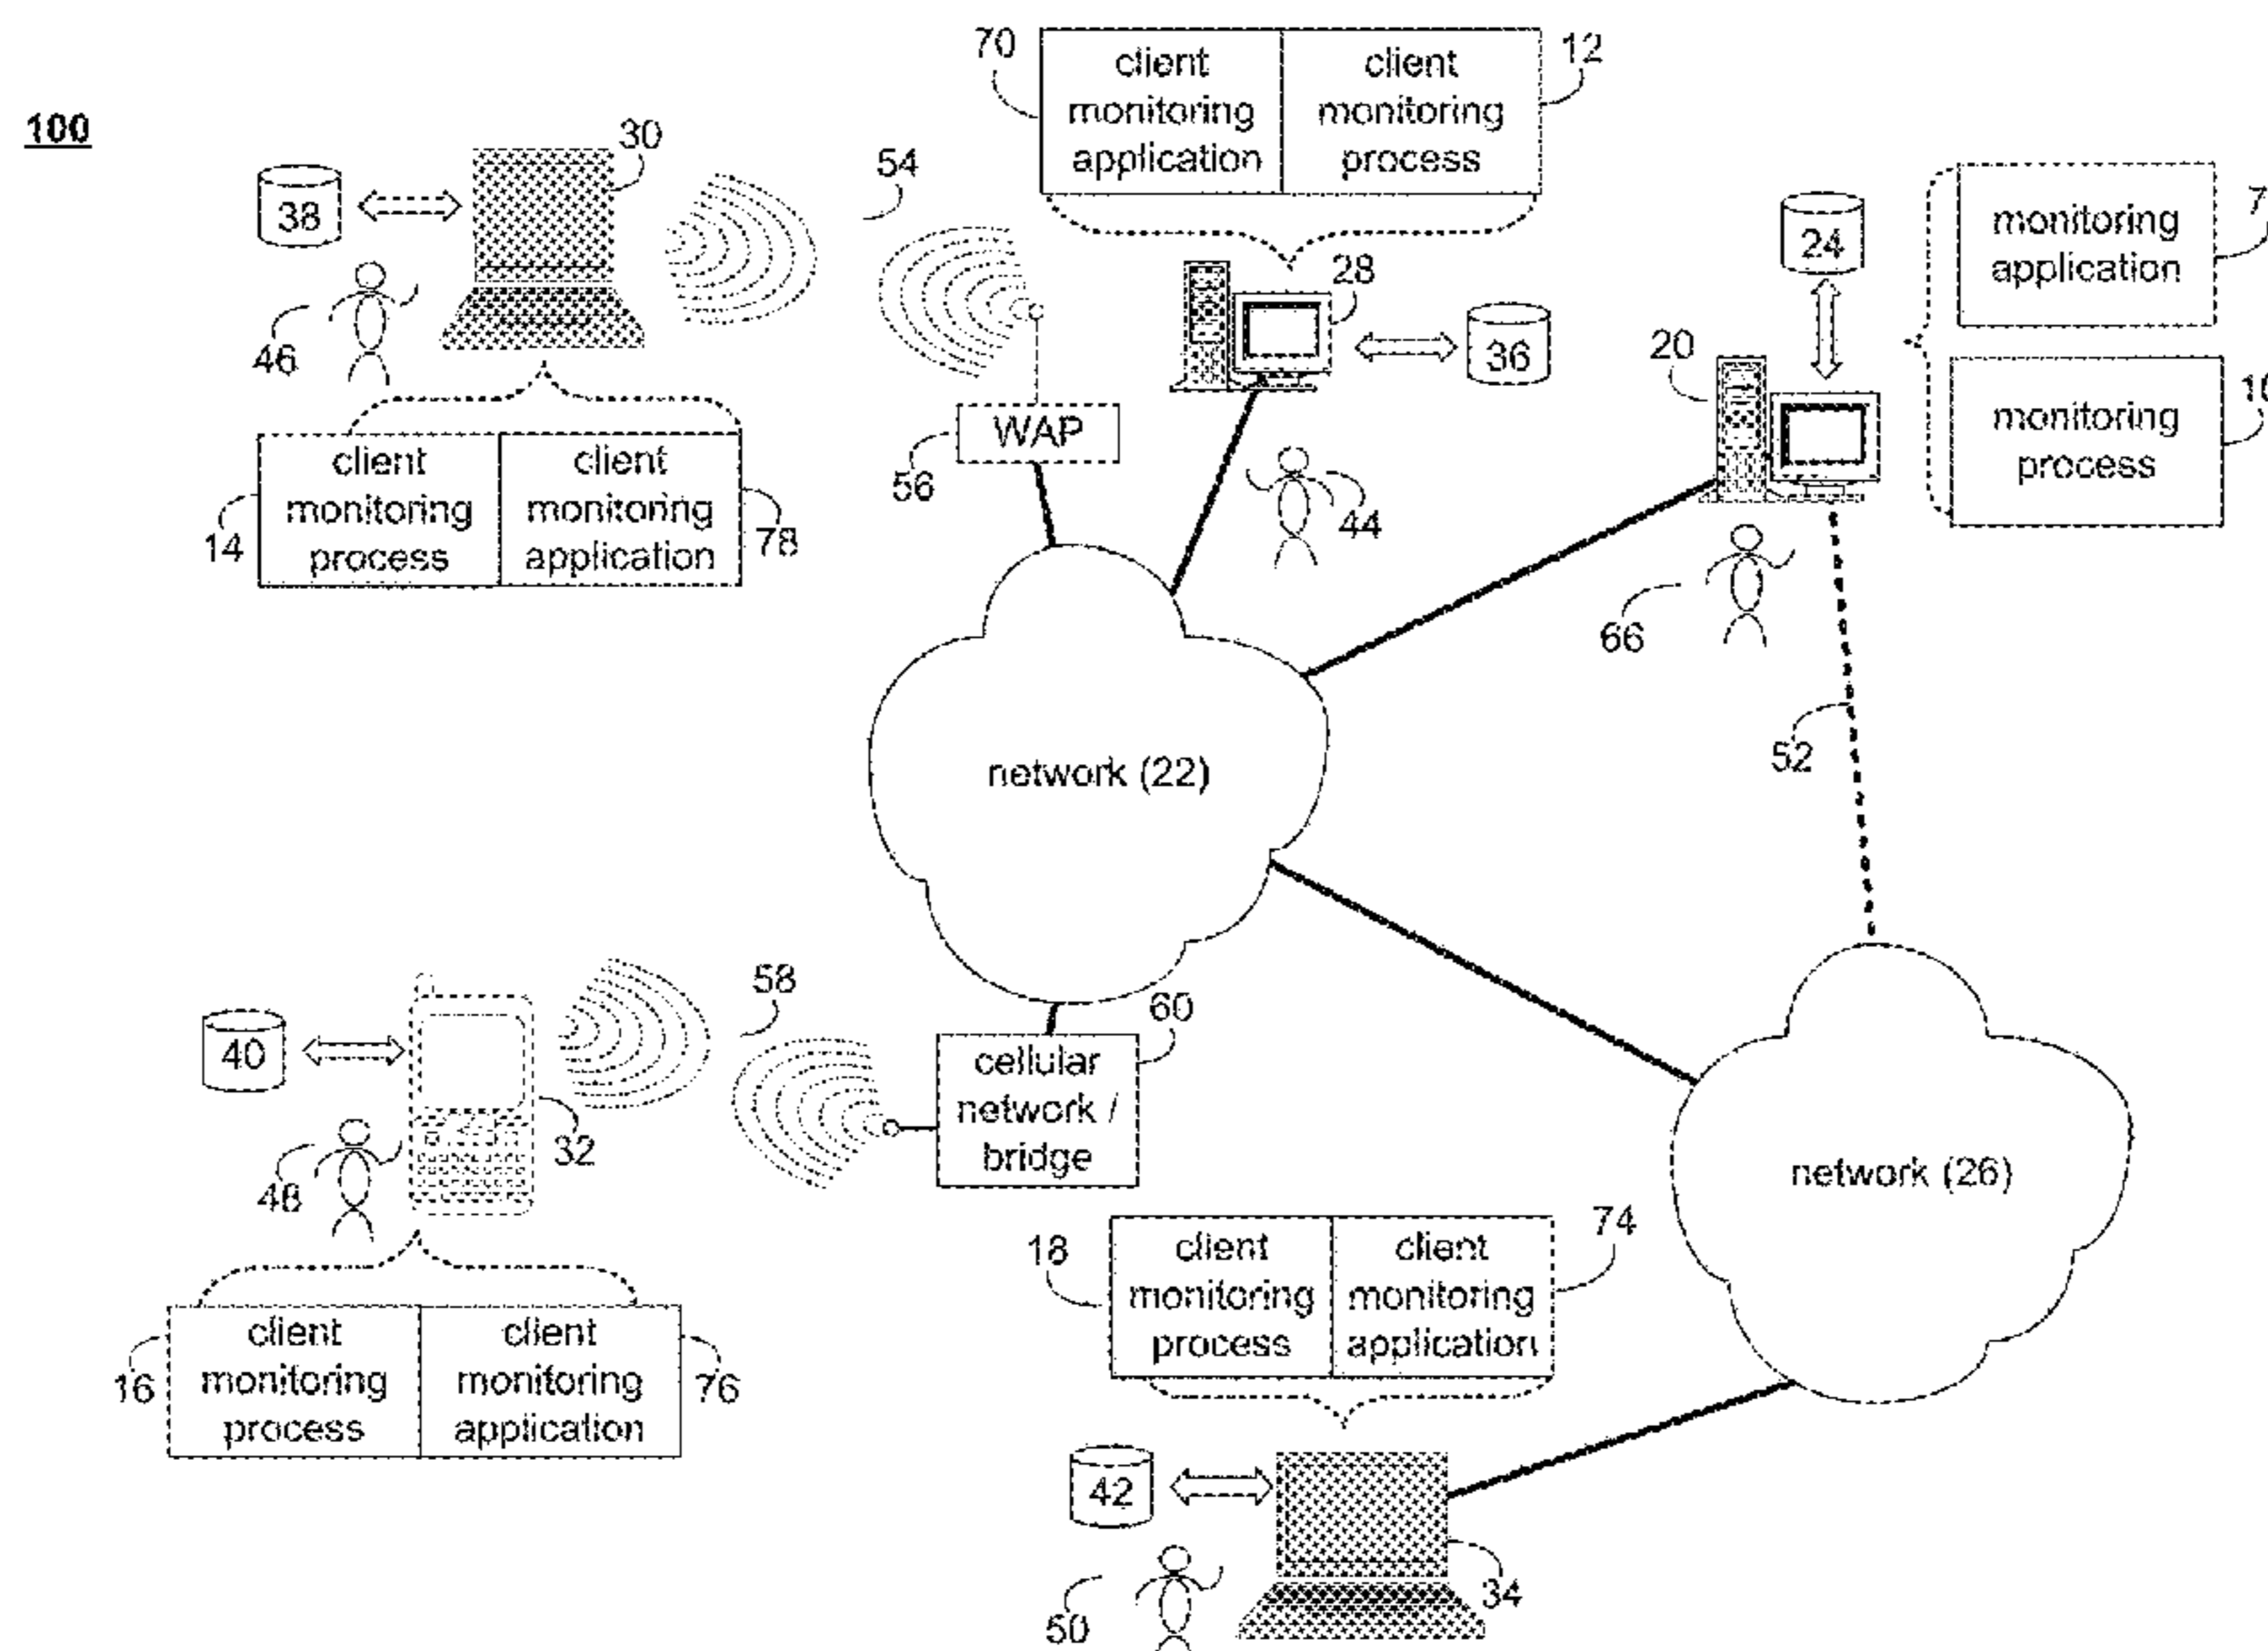 100
70
client
monitoring
application
client
monitoring
process
12
38
30
54
46
client
monitoring
process
client
monitoring
application
14
78
WAP
56
28
36
44
24
20
monitoring
application
monitoring
process
66
52
network (22)
40
32
48
58
60
cellular
network /
bridge
network (26)
16
client
monitoring
process
client
monitoring
application
76
18
client
monitoring
process
client
monitoring
application
74
42
34
50